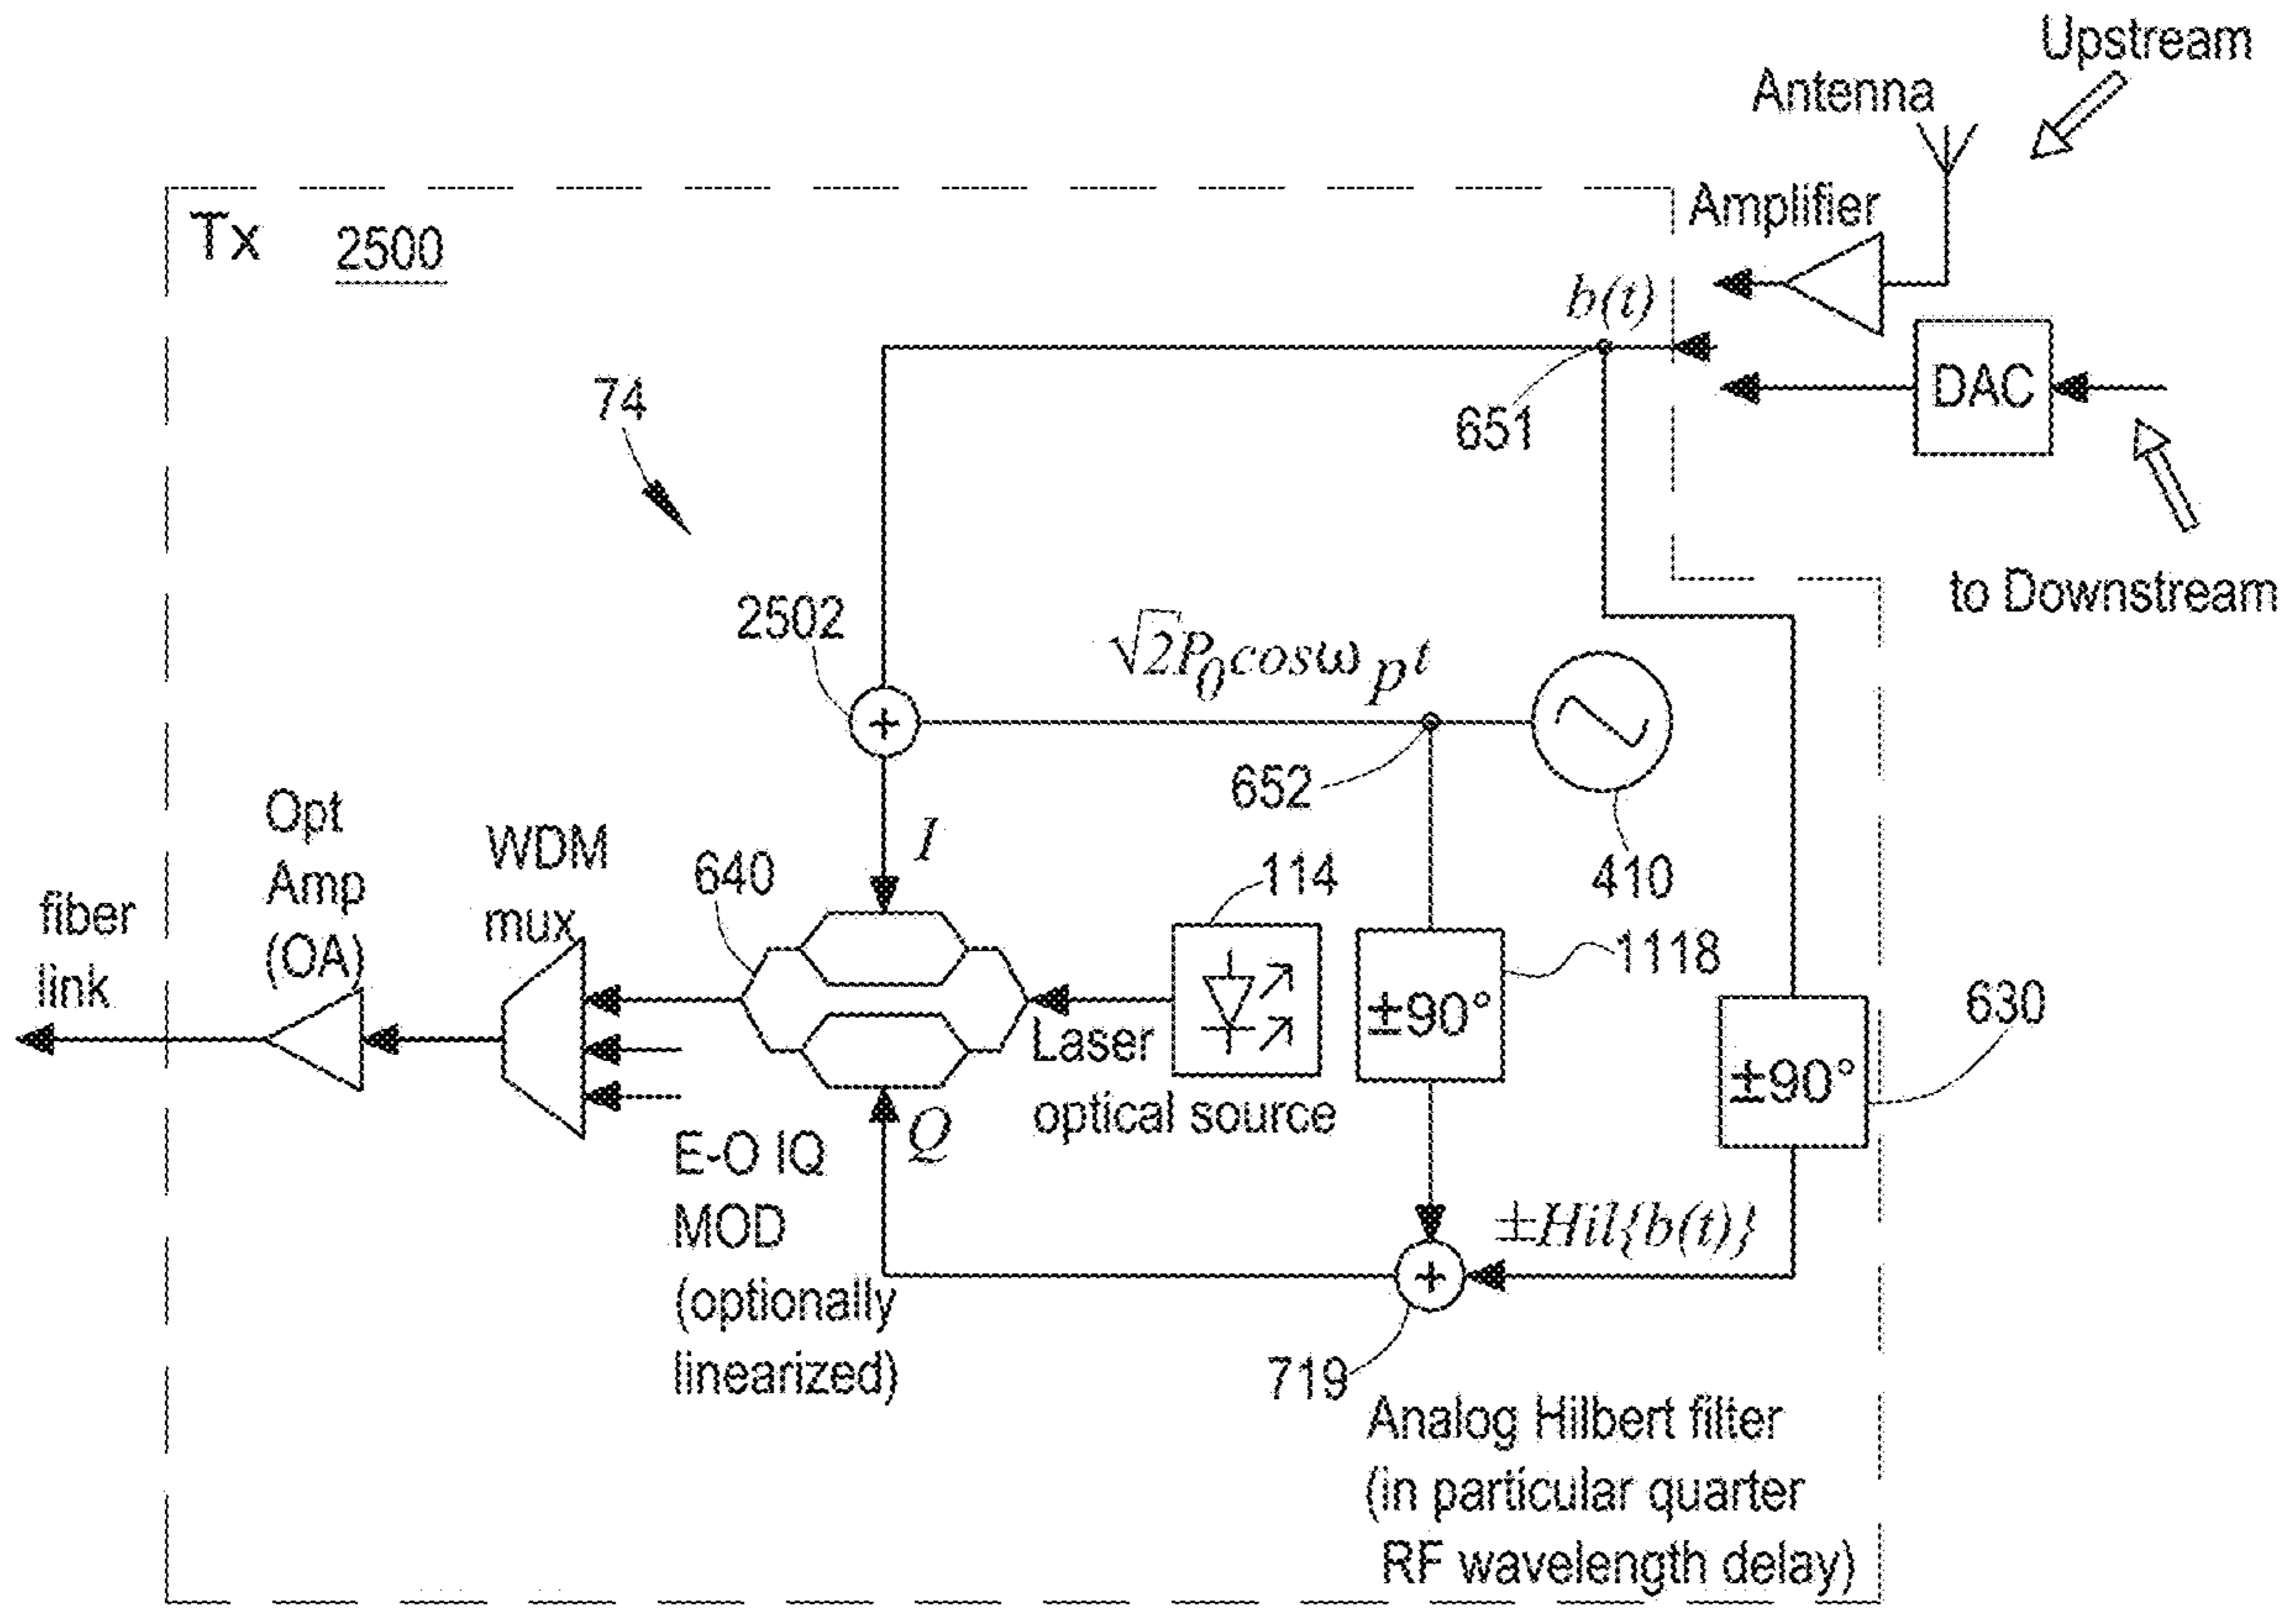 Upstream
Antenna
Amplifier
Tx 2500
b(t)
DAC
74
651
to Downstream
2502
√2P0cosωpt
652
Opt
Amp
(OA)
WDM
mux
I
640
114
410
1118
fiber
link
±90°
630
±90°
Laser
optical source
Q
E-O IQ
MOD
(optionally
linearized)
±Hil{b(t)}
719
Analog Hilbert filter
(in particular quarter
RF wavelength delay)